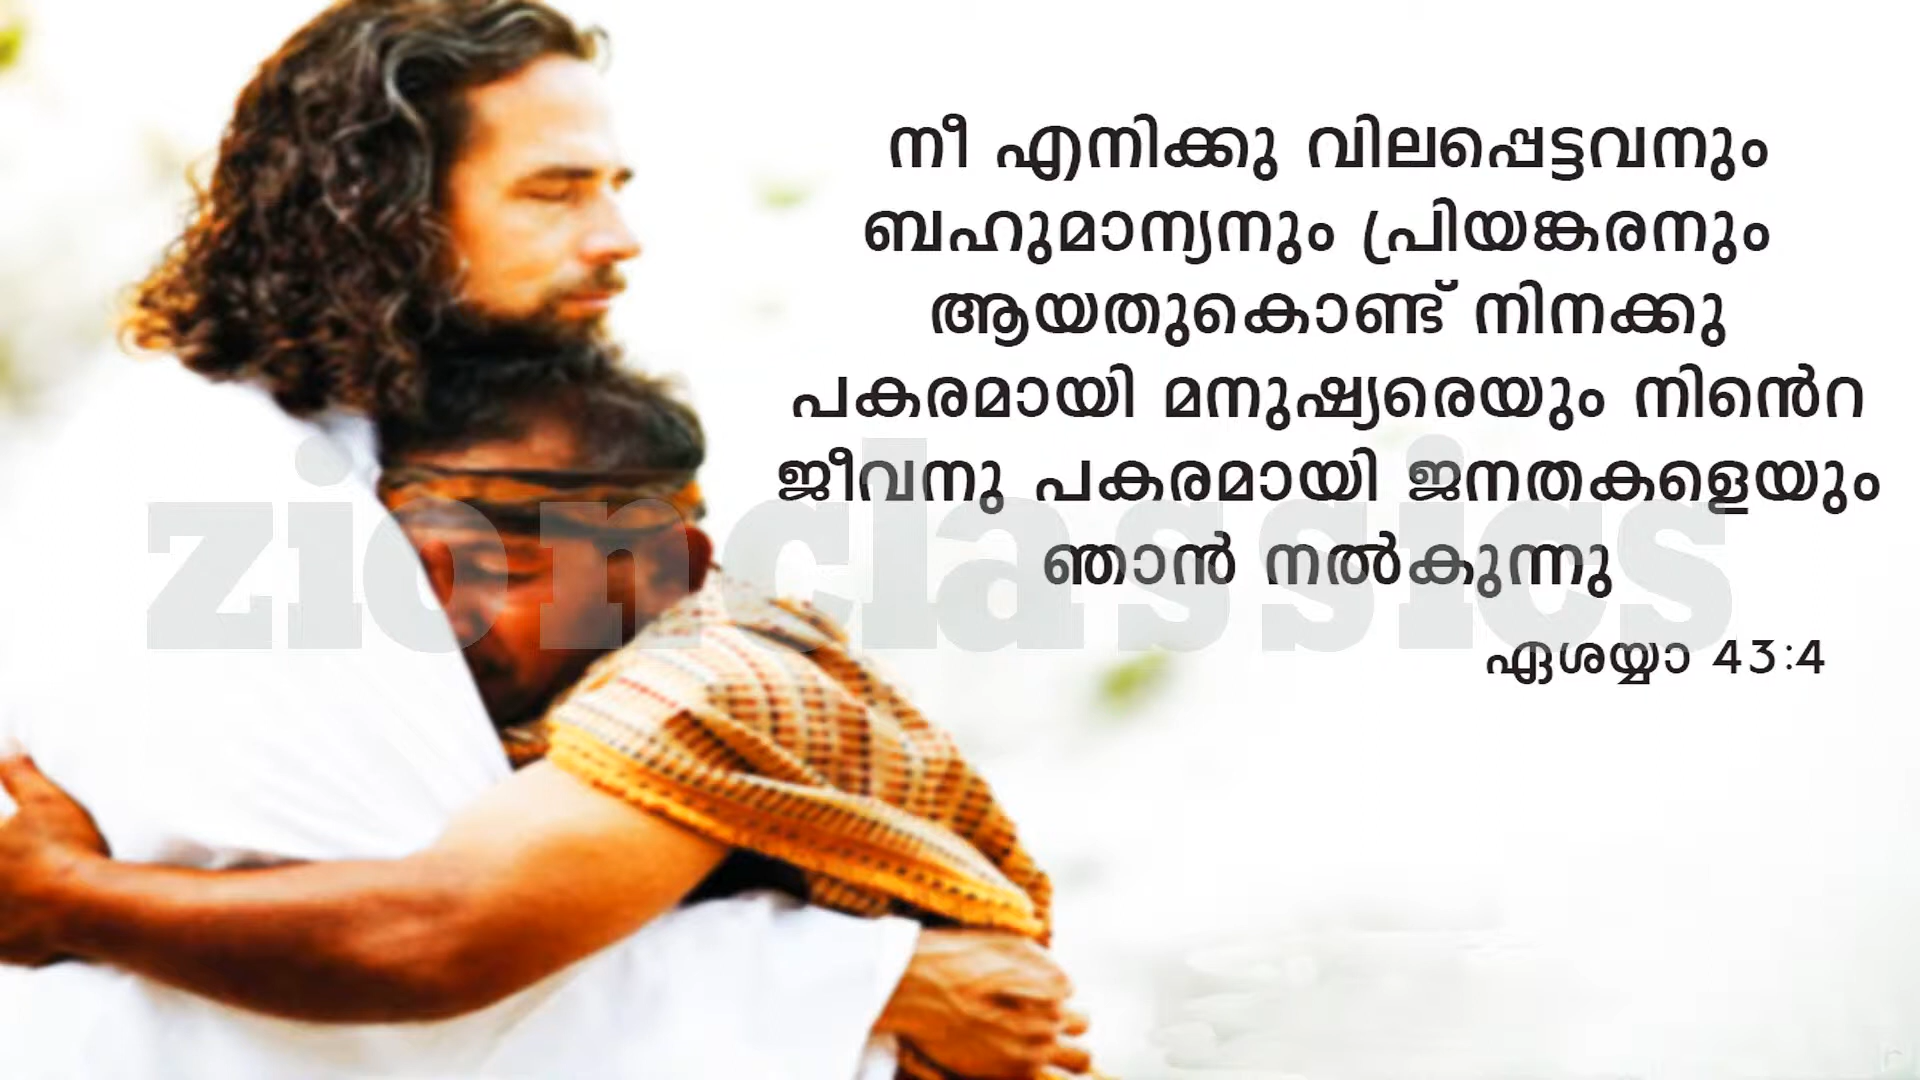 നീ എനിക്കു വിലപ്പെട്ടവനും
ബഹുമാന്യനും പ്രിയങ്കരനും
ആയതുകൊണ്ട് നിനക്കു
പകരമായി മനുഷ്യരെയും നിൻെറ
ജീവനു പകരമായി ജനതകളെയും
ഞാൻ നൽകുന്നു
ഏശയ്യാ 43:4
zionclassics